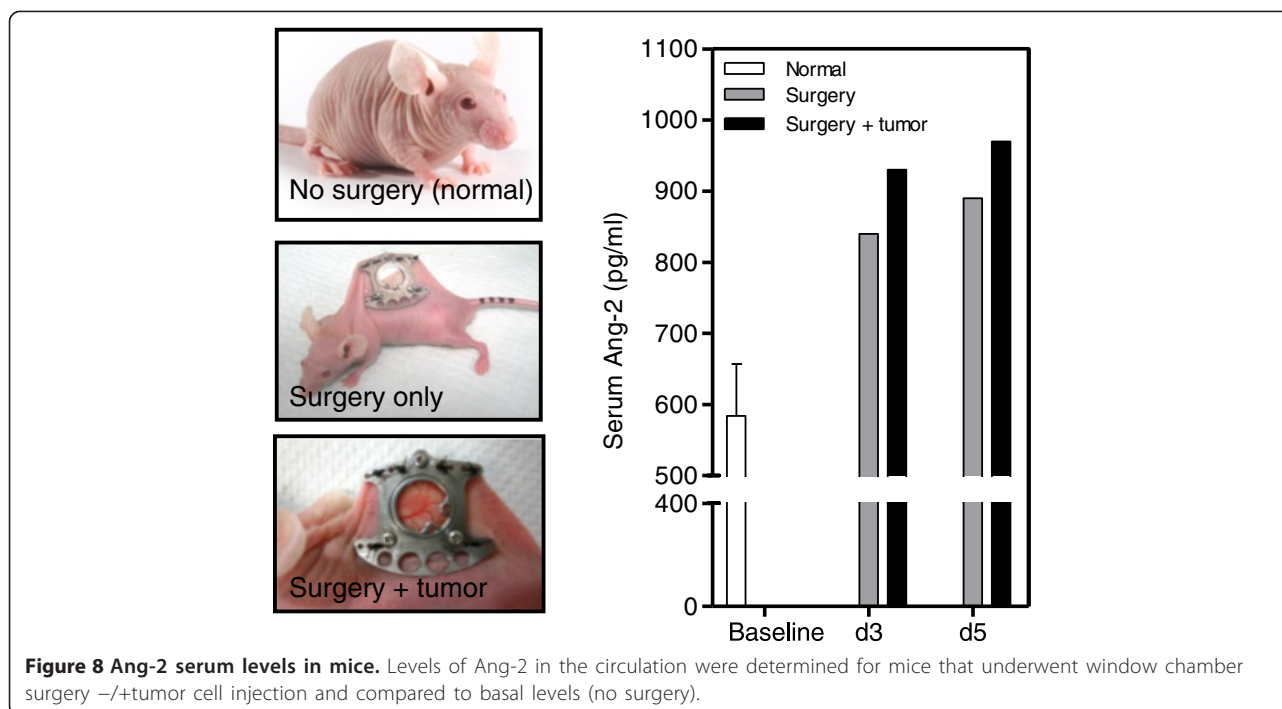 No surgery (normal)
Surgery only
Surgery + tumor
1100
1000
900
800
700
600
500
400
0
Serum Ang-2 (pg/ml)
Normal
Surgery
Surgery + tumor
Baseline d3 d5
Figure 8 Ang-2 serum levels in mice. Levels of Ang-2 in the circulation were determined for mice that underwent window chamber
surgery −/+tumor cell injection and compared to basal levels (no surgery).